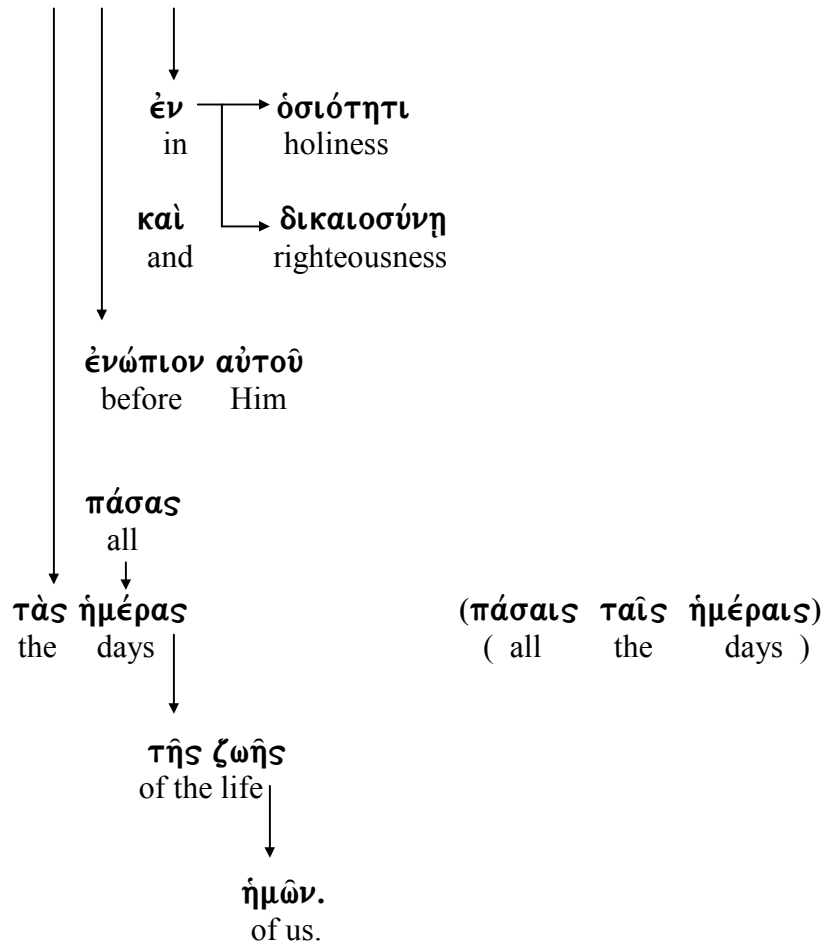 ἐν ὁσιότητι
in holiness
καὶ δικαιοσύνῃ
and righteousness
ἐνώπιον αὐτοῦ
before Him
πάσας
all
τὰς ἡμέρας (πάσαις ταῖς ἡμέραις)
the days ( all the days )
τῆς ζωῆς
of the life
ἡμῶν.
of us.